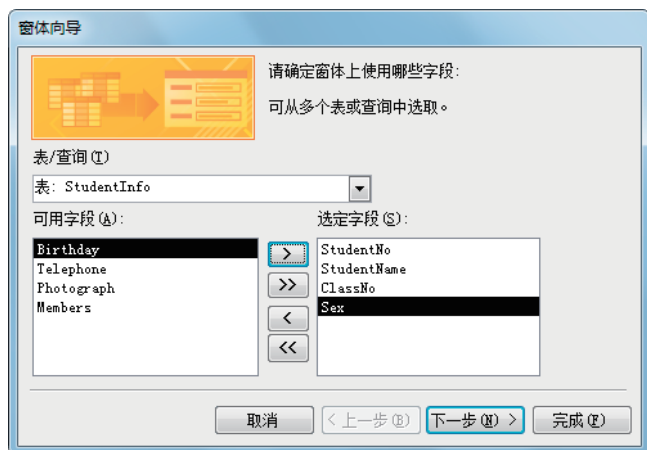 窗体向导
请确定窗体上使用哪些字段:
可从多个表或查询中选取。
表/查询(T)
表: StudentInfo
可用字段(A):
选定字段(S):
Birthday
Telephone
Photograph
Members
>
>>
<
<<
StudentNo
StudentName
ClassNo
Sex
取消
< 上一步(B)
下一步(N) >
完成(F)